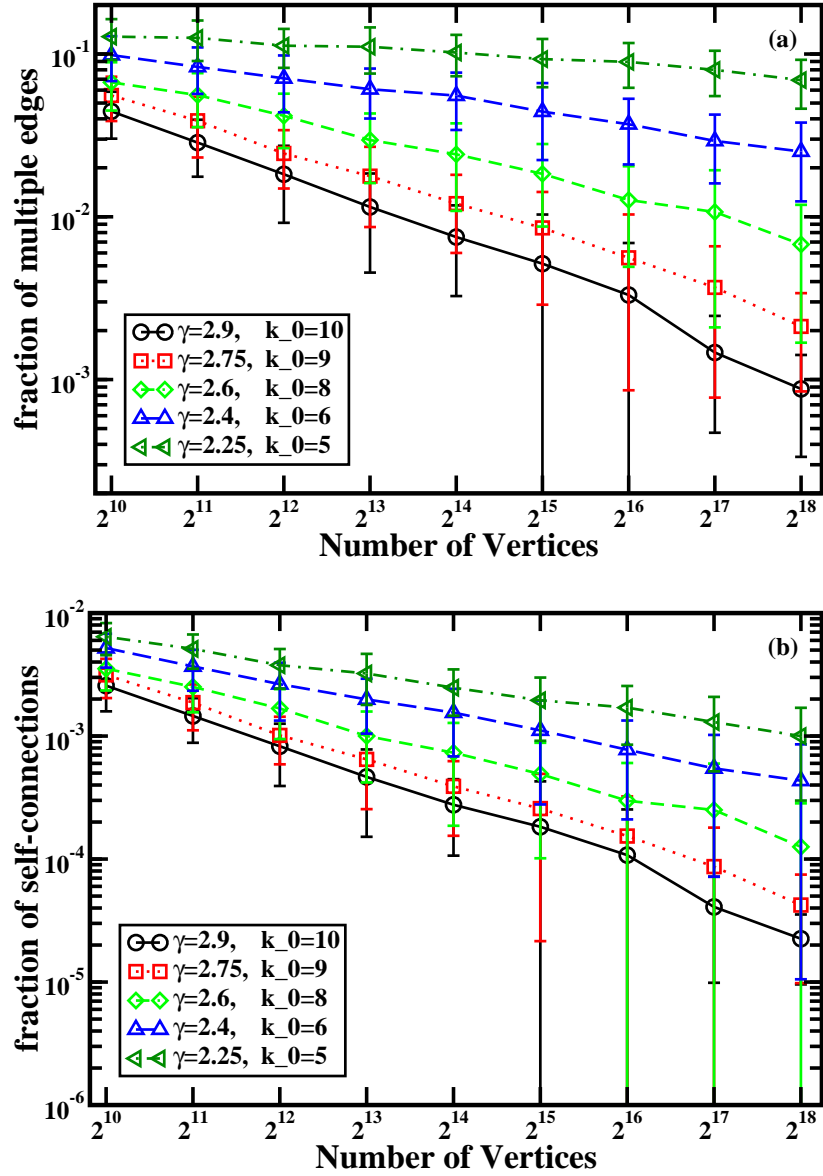 (a)
10^-1
10^-2
10^-3
fraction of multiple edges
γ=2.9, k_0=10
γ=2.75, k_0=9
γ=2.6, k_0=8
γ=2.4, k_0=6
γ=2.25, k_0=5
2^10 2^11 2^12 2^13 2^14 2^15 2^16 2^17 2^18
Number of Vertices
(b)
10^-2
10^-3
10^-4
10^-5
10^-6
fraction of self-connections
γ=2.9, k_0=10
γ=2.75, k_0=9
γ=2.6, k_0=8
γ=2.4, k_0=6
γ=2.25, k_0=5
2^10 2^11 2^12 2^13 2^14 2^15 2^16 2^17 2^18
Number of Vertices